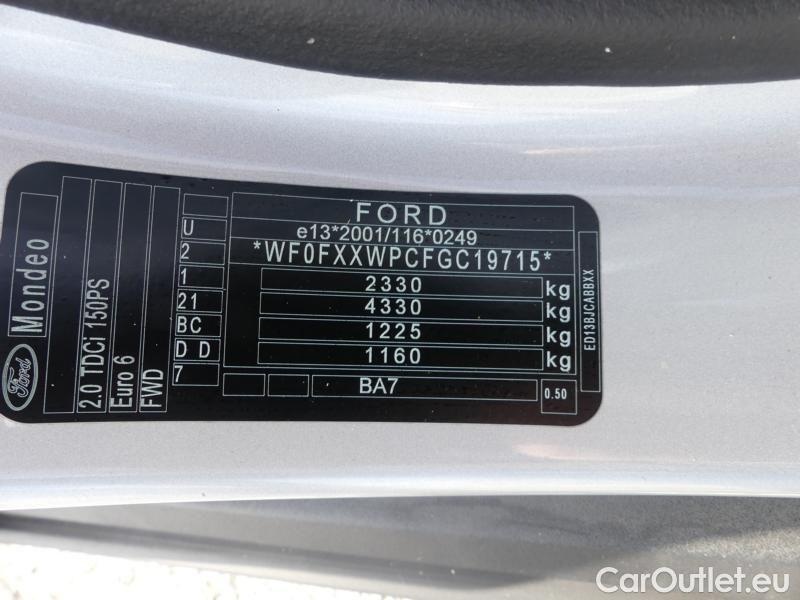 FORD
e13*2001/116*0249
*WF0FXXWPCFGC19715*
2330 kg
4330 kg
1225 kg
1160 kg
BA7
0.50
U
2
1
21
BC
D D
7
Ford
Mondeo
2.0 TDCi 150PS
Euro 6
FWD
ED13BJCABBXX
CarOutlet.eu